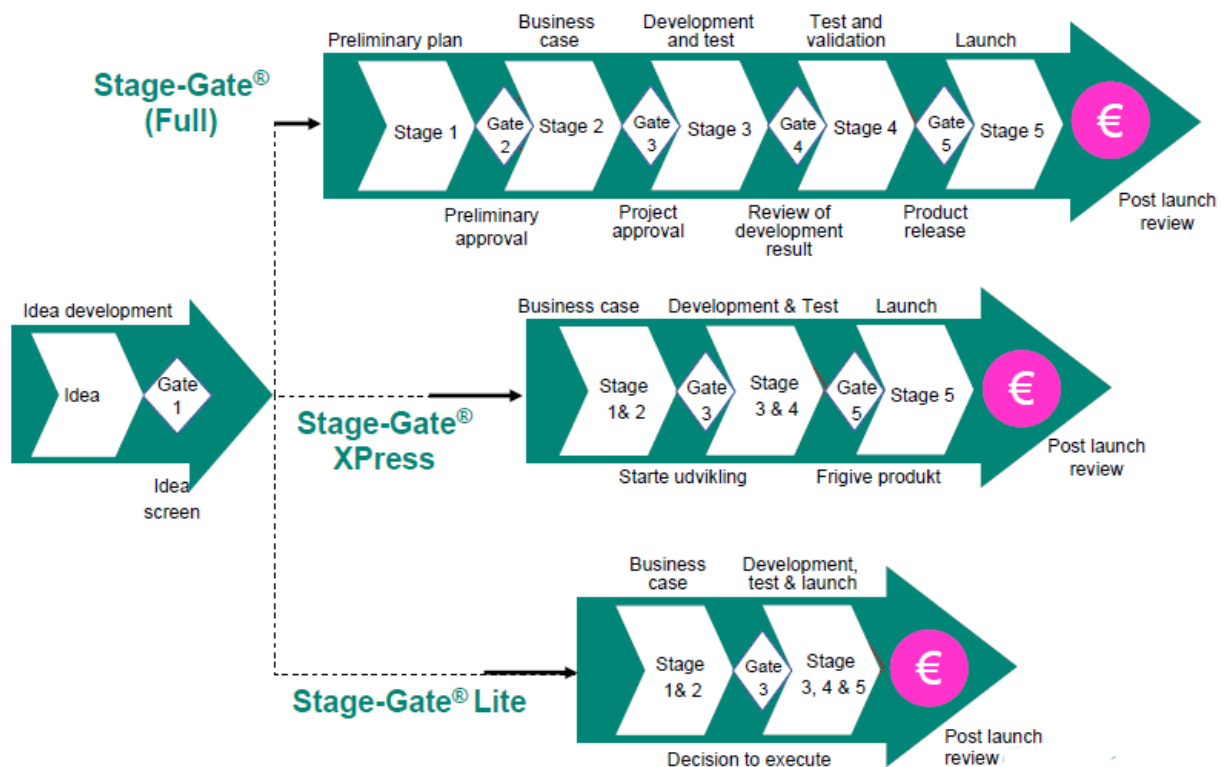 Stage-Gate®
(Full)
Preliminary plan
Business
case
Development
and test
Test and
validation
Launch
Stage 1
Gate
2
Stage 2
Gate
3
Stage 3
Gate
4
Stage 4
Gate
5
Stage 5
€
Preliminary
approval
Project
approval
Review of
development
result
Product
release
Post launch
review
Idea development
Idea
Gate
1
Idea
screen
Stage-Gate®
XPress
Business case
Development & Test
Launch
Stage
1& 2
Gate
3
Stage
3 & 4
Gate
5
Stage 5
€
Starte udvikling
Frigive produkt
Post launch
review
Stage-Gate® Lite
Business
case
Development,
test & launch
Stage
1& 2
Gate
3
Stage
3, 4 & 5
€
Decision to execute
Post launch
review